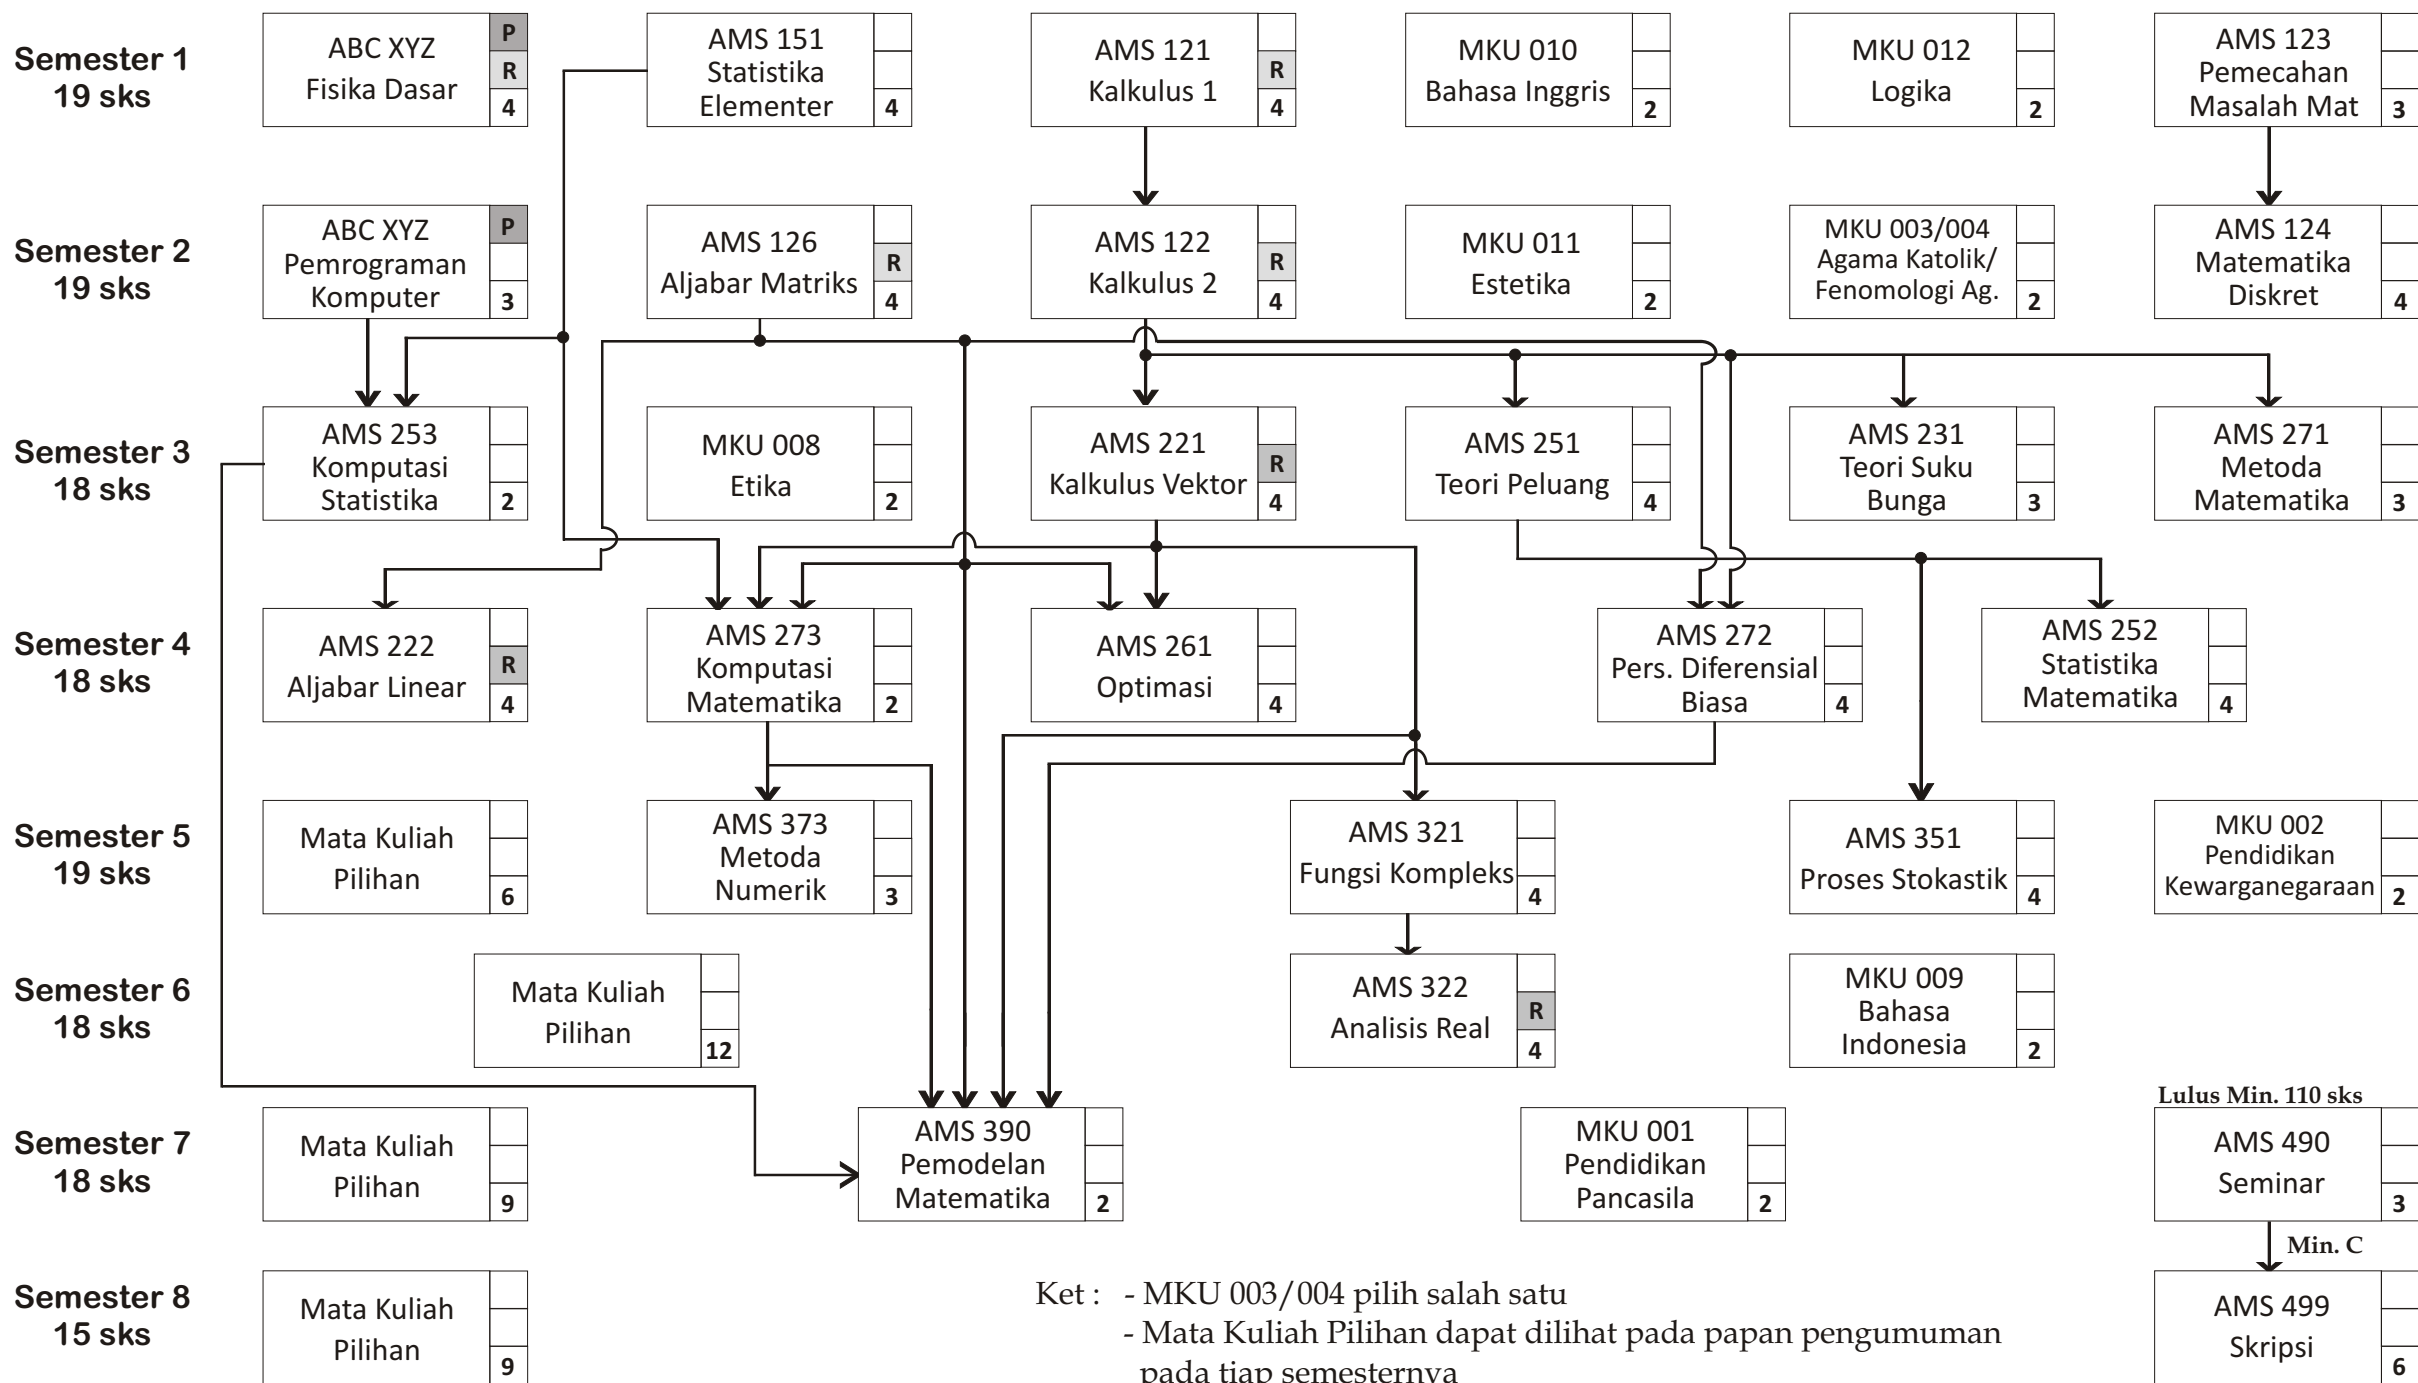 Semester 1
19 sks
ABC XYZ
Fisika Dasar
P
R
4
AMS 151
Statistika
Elementer
4
AMS 121
Kalkulus 1
R
4
MKU 010
Bahasa Inggris
2
MKU 012
Logika
2
AMS 123
Pemecahan
Masalah Mat
3
Semester 2
19 sks
ABC XYZ
Pemrograman
Komputer
P
3
AMS 126
Aljabar Matriks
R
4
AMS 122
Kalkulus 2
R
4
MKU 011
Estetika
2
MKU 003/004
Agama Katolik/
Fenomologi Ag.
2
AMS 124
Matematika
Diskret
4
Semester 3
18 sks
AMS 253
Komputasi
Statistika
2
MKU 008
Etika
2
AMS 221
Kalkulus Vektor
R
4
AMS 251
Teori Peluang
4
AMS 231
Teori Suku
Bunga
3
AMS 271
Metoda
Matematika
3
Semester 4
18 sks
AMS 222
Aljabar Linear
R
4
AMS 273
Komputasi
Matematika
2
AMS 261
Optimasi
4
AMS 272
Pers. Diferensial
Biasa
4
AMS 252
Statistika
Matematika
4
Semester 5
19 sks
Mata Kuliah
Pilihan
6
AMS 373
Metoda
Numerik
3
AMS 321
Fungsi Kompleks
4
AMS 351
Proses Stokastik
4
MKU 002
Pendidikan
Kewarganegaraan
2
Semester 6
18 sks
Mata Kuliah
Pilihan
12
AMS 322
Analisis Real
R
4
MKU 009
Bahasa
Indonesia
2
Semester 7
18 sks
Mata Kuliah
Pilihan
9
AMS 390
Pemodelan
Matematika
2
MKU 001
Pendidikan
Pancasila
2
Lulus Min. 110 sks
AMS 490
Seminar
3
Min. C
Semester 8
15 sks
Mata Kuliah
Pilihan
9
Ket : - MKU 003/004 pilih salah satu
- Mata Kuliah Pilihan dapat dilihat pada papan pengumuman
pada tiap semesternya
AMS 499
Skripsi
6